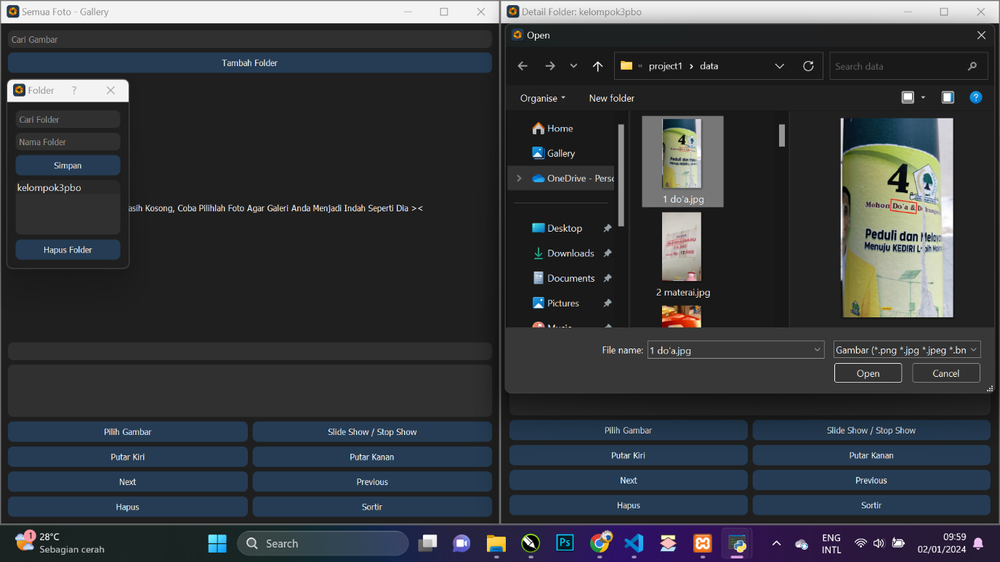 Semua Foto - Gallery
Cari Gambar
Tambah Folder
Folder
?
Cari Folder
Nama Folder
Simpan
kelompok3pbo
Hapus Folder
asih Kosong, Coba Pilihlah Foto Agar Galeri Anda Menjadi Indah Seperti Dia ><
Pilih Gambar
Slide Show / Stop Show
Putar Kiri
Putar Kanan
Next
Previous
Hapus
Sortir
Detail Folder: kelompok3pbo
Open
« project1 › data
Search data
Organise
New folder
?
Home
Gallery
OneDrive - Perso
Desktop
Downloads
Documents
Pictures
Music
1 do'a.jpg
2 materai.jpg
4
Mohon Do'a &
Peduli dan Melaya
Menuju KEDIRI L
File name:
1 do'a.jpg
Gambar (*.png *.jpg *.jpeg *.bn
Open
Cancel
Pilih Gambar
Slide Show / Stop Show
Putar Kiri
Putar Kanan
Next
Previous
Hapus
Sortir
1
28°C
Sebagian cerah
Search
Ps
ENG
INTL
09:59
02/01/2024